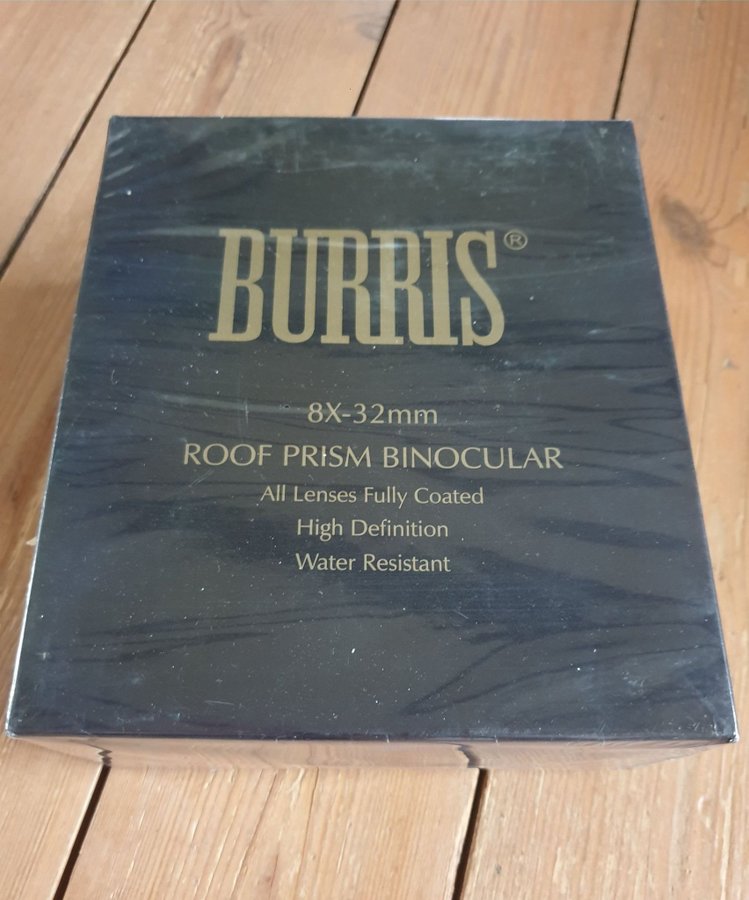 BURRIS®
8X-32mm
ROOF PRISM BINOCULAR
All Lenses Fully Coated
High Definition
Water Resistant